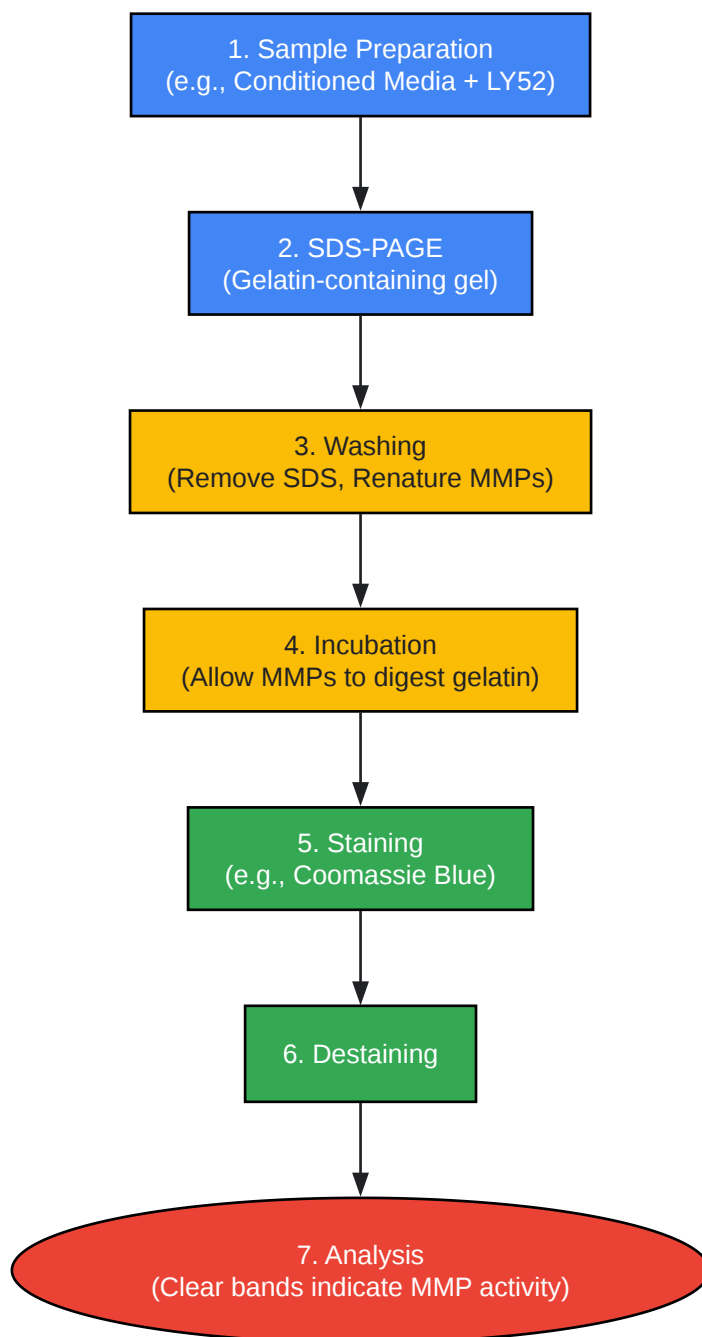 1. Sample Preparation
(e.g., Conditioned Media + LY52)
2. SDS-PAGE
(Gelatin-containing gel)
3. Washing
(Remove SDS, Renature MMPs)
4. Incubation
(Allow MMPs to digest gelatin)
5. Staining
(e.g., Coomassie Blue)
6. Destaining
7. Analysis
(Clear bands indicate MMP activity)